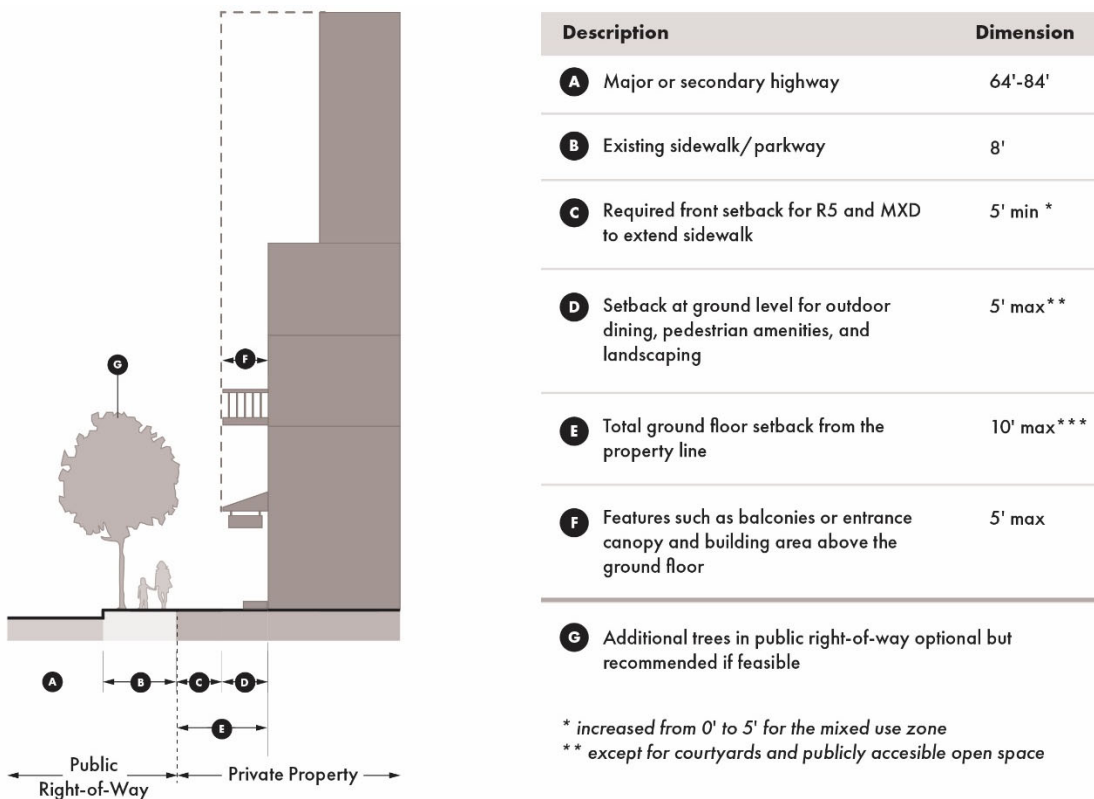 G
F
A
B
C
D
E
Public
Right-of-Way
Private Property
Description Dimension
A Major or secondary highway 64'-84'
B Existing sidewalk/parkway 8'
C Required front setback for R5 and MXD 5' min *
to extend sidewalk
D Setback at ground level for outdoor 5' max**
dining, pedestrian amenities, and
landscaping
E Total ground floor setback from the 10' max***
property line
F Features such as balconies or entrance 5' max
canopy and building area above the
ground floor
G Additional trees in public right-of-way optional but
recommended if feasible
* increased from 0' to 5' for the mixed use zone
** except for courtyards and publicly accesible open space